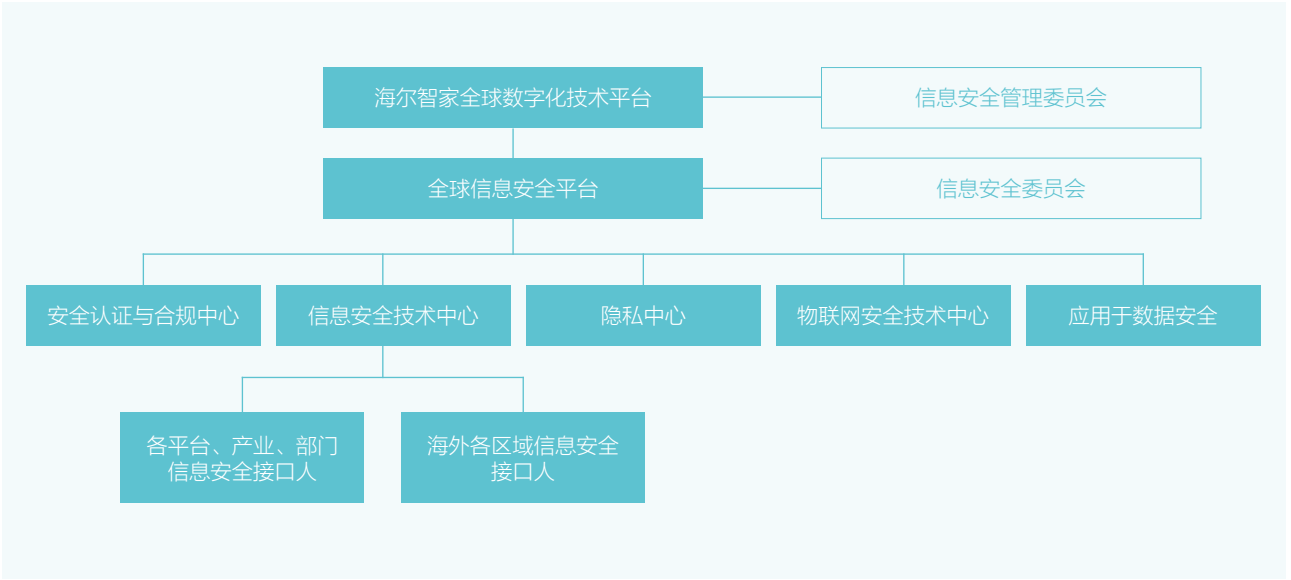 海尔智家全球数字化技术平台
信息安全管理委员会
全球信息安全平台
信息安全委员会
安全认证与合规中心
信息安全技术中心
隐私中心
物联网安全技术中心
应用于数据安全
各平台、产业、部门
信息安全接口人
海外各区域信息安全
接口人